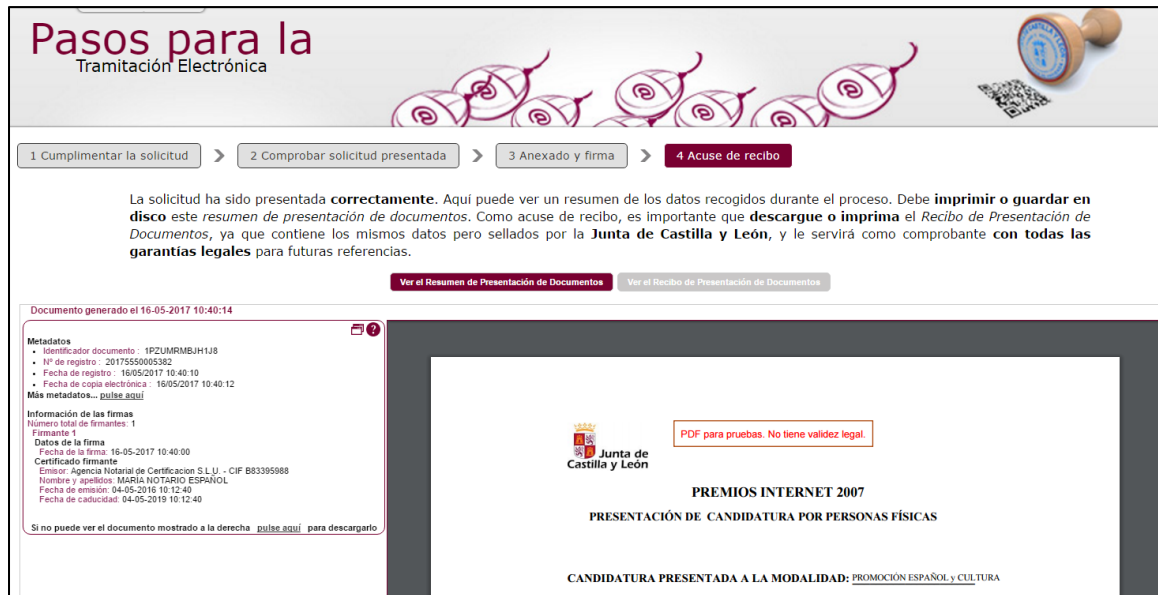 Pasos para la
Tramitación Electrónica
1 Cumplimentar la solicitud
2 Comprobar solicitud presentada
3 Anexado y firma
4 Acuse de recibo
La solicitud ha sido presentada correctamente. Aquí puede ver un resumen de los datos recogidos durante el proceso. Debe imprimir o guardar en
disco este resumen de presentación de documentos. Como acuse de recibo, es importante que descargue o imprima el Recibo de Presentación de
Documentos, ya que contiene los mismos datos pero sellados por la Junta de Castilla y León, y le servirá como comprobante con todas las
garantías legales para futuras referencias.
Ver el Resumen de Presentación de Documentos
Ver el Recibo de Presentación de Documentos
Documento generado el 16-05-2017 10:40:14
Metadatos
Identificador documento : 1PZUMRMBJH1J8
Nº de registro : 20175550005382
Fecha de registro : 16/05/2017 10:40:10
Fecha de copia electrónica : 16/05/2017 10:40:12
Más metadatos... pulse aquí
Información de las firmas
Número total de firmantes: 1
Firmante 1
Datos de la firma
Fecha de la firma: 16-05-2017 10:40:00
Certificado firmante
Emisor: Agencia Notarial de Certificacion S.L.U. - CIF B83395988
Nombre y apellidos: MARÍA NOTARIO ESPAÑOL
Fecha de emisión: 04-05-2016 10:12:40
Fecha de caducidad: 04-05-2019 10:12:40
Si no puede ver el documento mostrado a la derecha pulse aquí para descargarlo
Junta de
Castilla y León
PDF para pruebas. No tiene validez legal.
PREMIOS INTERNET 2007
PRESENTACIÓN DE CANDIDATURA POR PERSONAS FÍSICAS
CANDIDATURA PRESENTADA A LA MODALIDAD: PROMOCIÓN ESPAÑOL y CULTURA